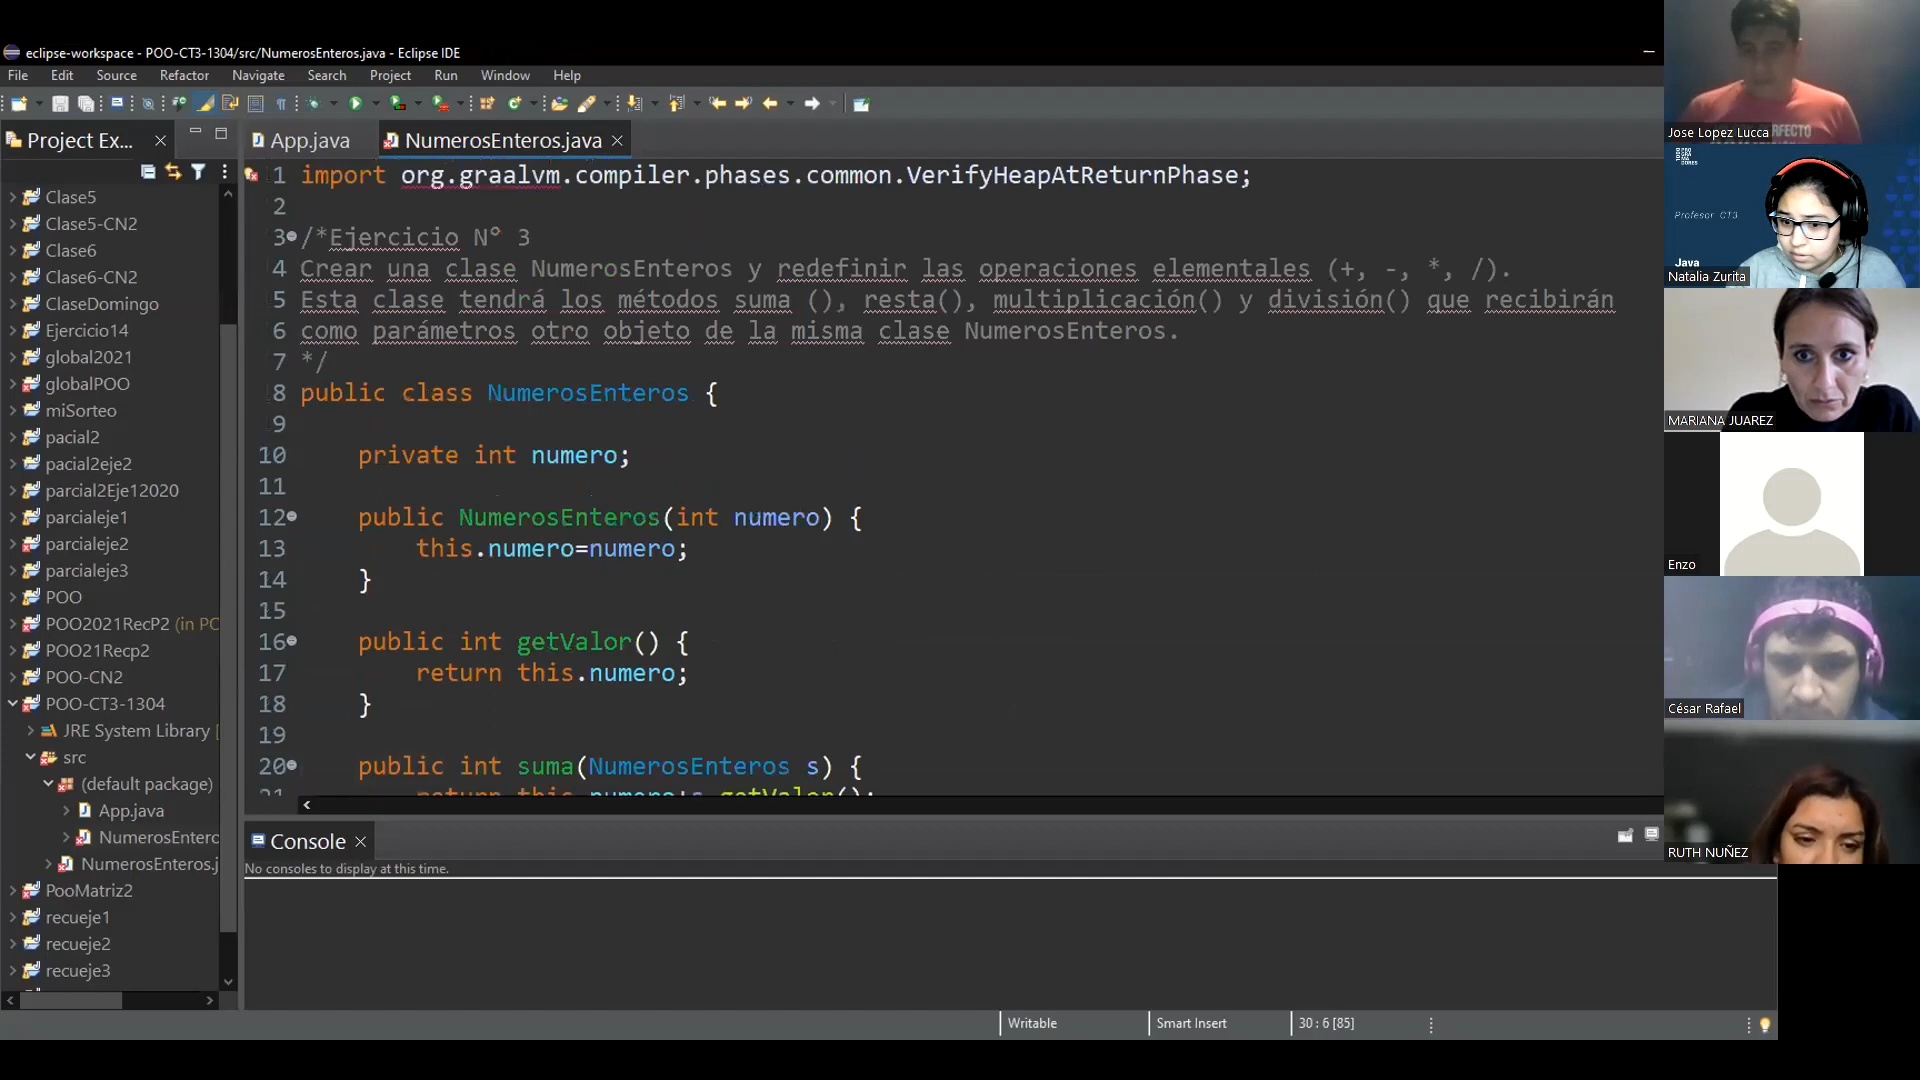 eclipse-workspace - POO-CT3-1304/src/NumerosEnteros.java - Eclipse IDE
File Edit Source Refactor Navigate Search Project Run Window Help
Project Ex...
App.java
NumerosEnteros.java
Clase5
Clase5-CN2
Clase6
Clase6-CN2
ClaseDomingo
Ejercicio14
global2021
globalPOO
miSorteo
pacial2
pacial2eje2
parcial2Eje12020
parcialeje1
parcialeje2
parcialeje3
POO
POO2021RecP2 (in PC
POO21Recp2
POO-CN2
POO-CT3-1304
JRE System Library [
src
(default package)
App.java
NumerosEnterc
NumerosEnteros.j
PooMatriz2
recueje1
recueje2
recueje3
1 import org.graalvm.compiler.phases.common.VerifyHeapAtReturnPhase;
2
3 /*Ejercicio N° 3
4 Crear una clase NumerosEnteros y redefinir las operaciones elementales (+, -, *, /).
5 Esta clase tendrá los métodos suma (), resta(), multiplicación() y división() que recibirán
6 como parámetros otro objeto de la misma clase NumerosEnteros.
7 */
8 public class NumerosEnteros {
9
10 private int numero;
11
12 public NumerosEnteros(int numero) {
13 this.numero=numero;
14 }
15
16 public int getValor() {
17 return this.numero;
18 }
19
20 public int suma(NumerosEnteros s) {
Console
No consoles to display at this time.
Writable
Smart Insert
30 : 6 [85]
Jose Lopez Lucca
Profesor CT3
Java
Natalia Zurita
MARIANA JUAREZ
Enzo
César Rafael
RUTH NUÑEZ